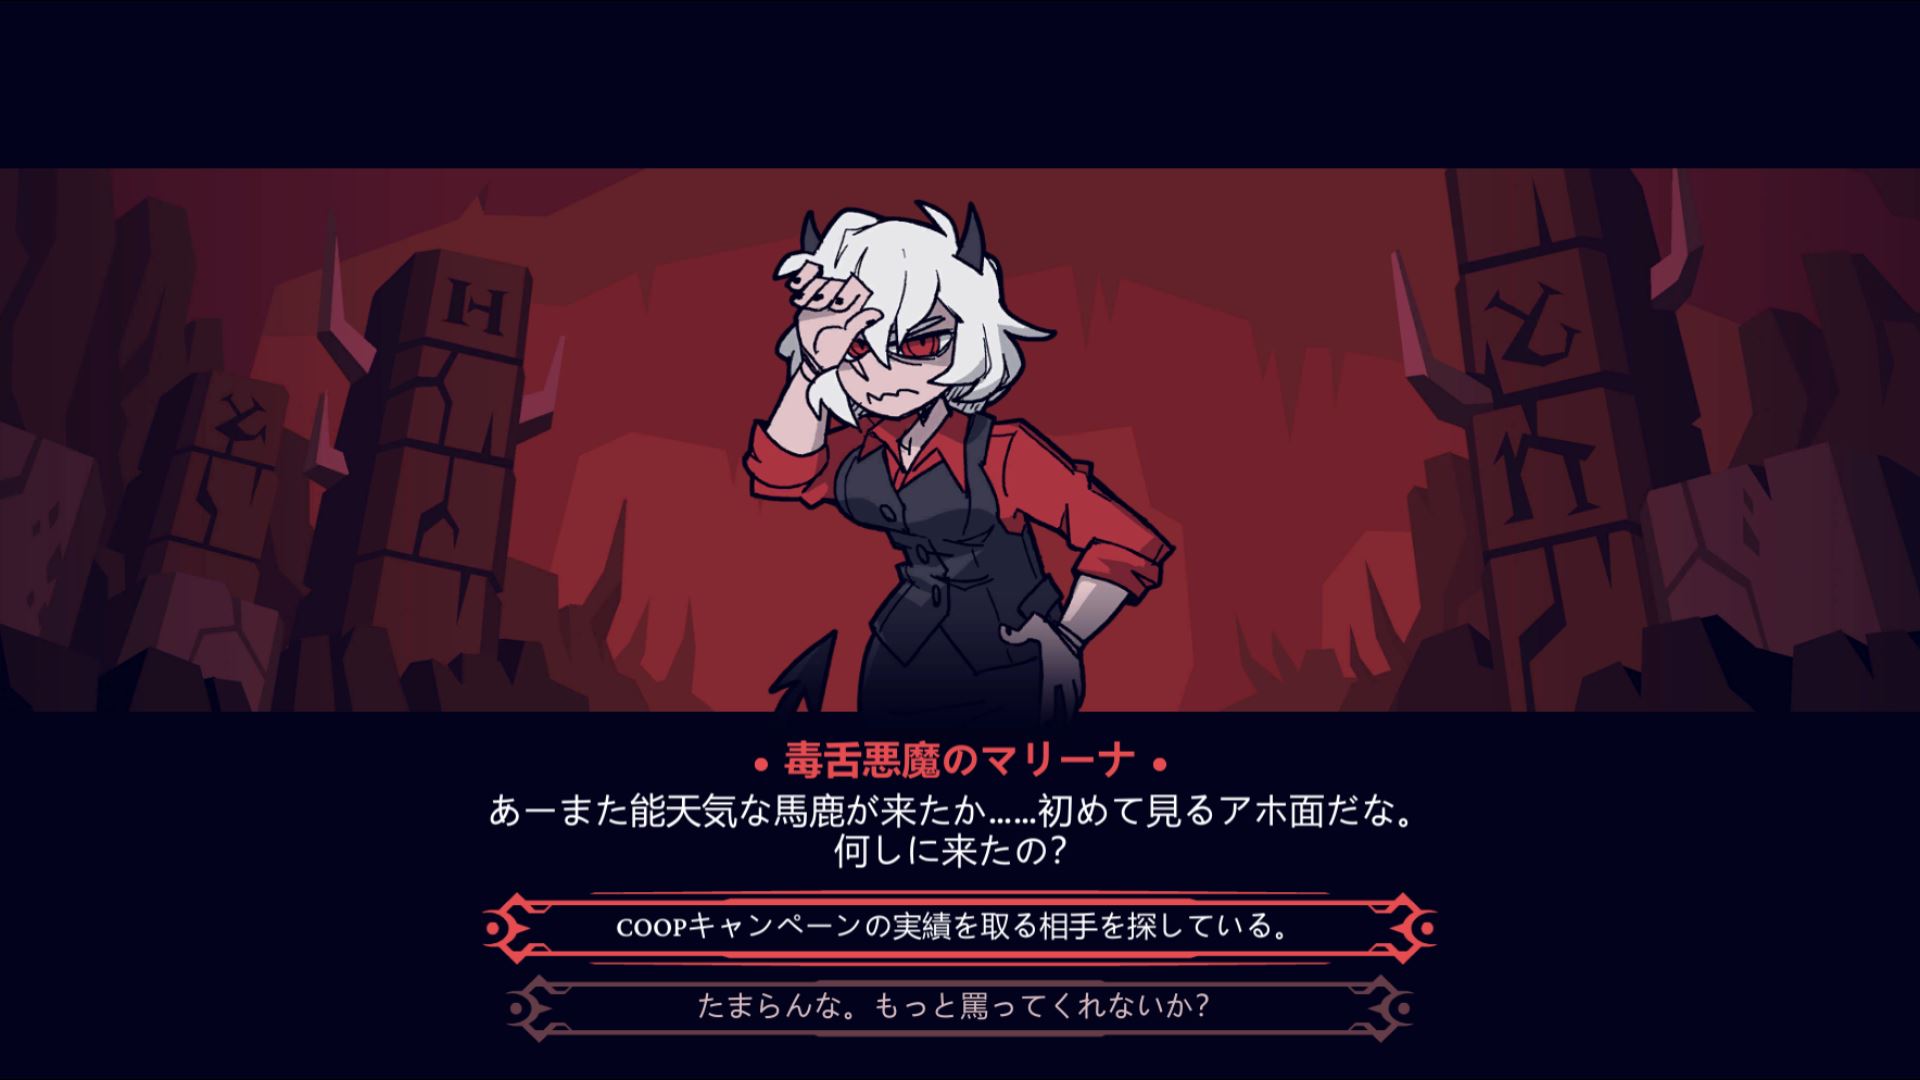 • 毒舌悪魔のマリーナ •
あーまた能天気な馬鹿が来たか……初めて見るアホ面だな。
何しに来たの?
COOPキャンペーンの実績を取る相手を探している。
たまらんな。もっと罵ってくれないか?